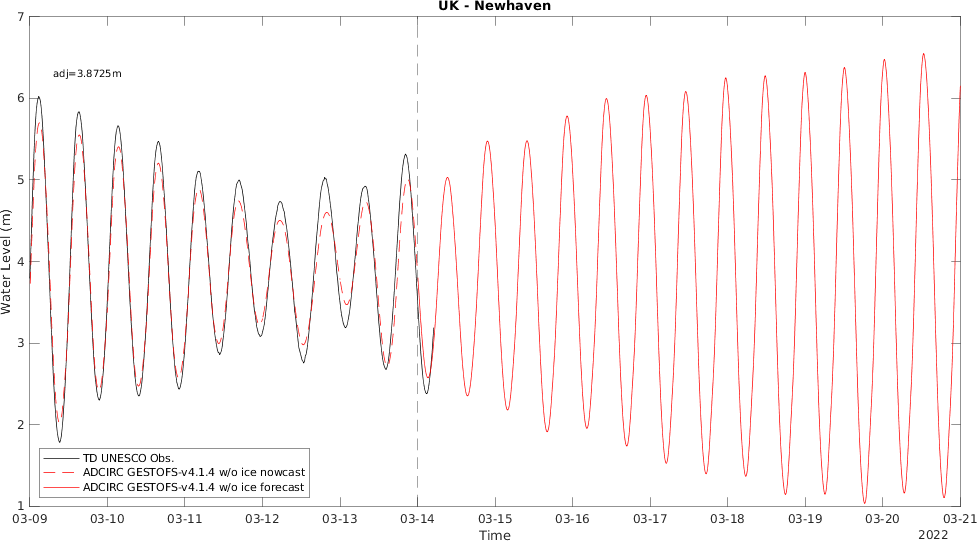 UK - Newhaven
adj=3.8725m
Water Level (m)
7
6
5
4
3
2
1
TD UNESCO Obs.
ADCIRC GESTOFS-v4.1.4 w/o ice nowcast
ADCIRC GESTOFS-v4.1.4 w/o ice forecast
03-09 03-10 03-11 03-12 03-13 03-14 03-15 03-16 03-17 03-18 03-19 03-20 03-21
Time
2022